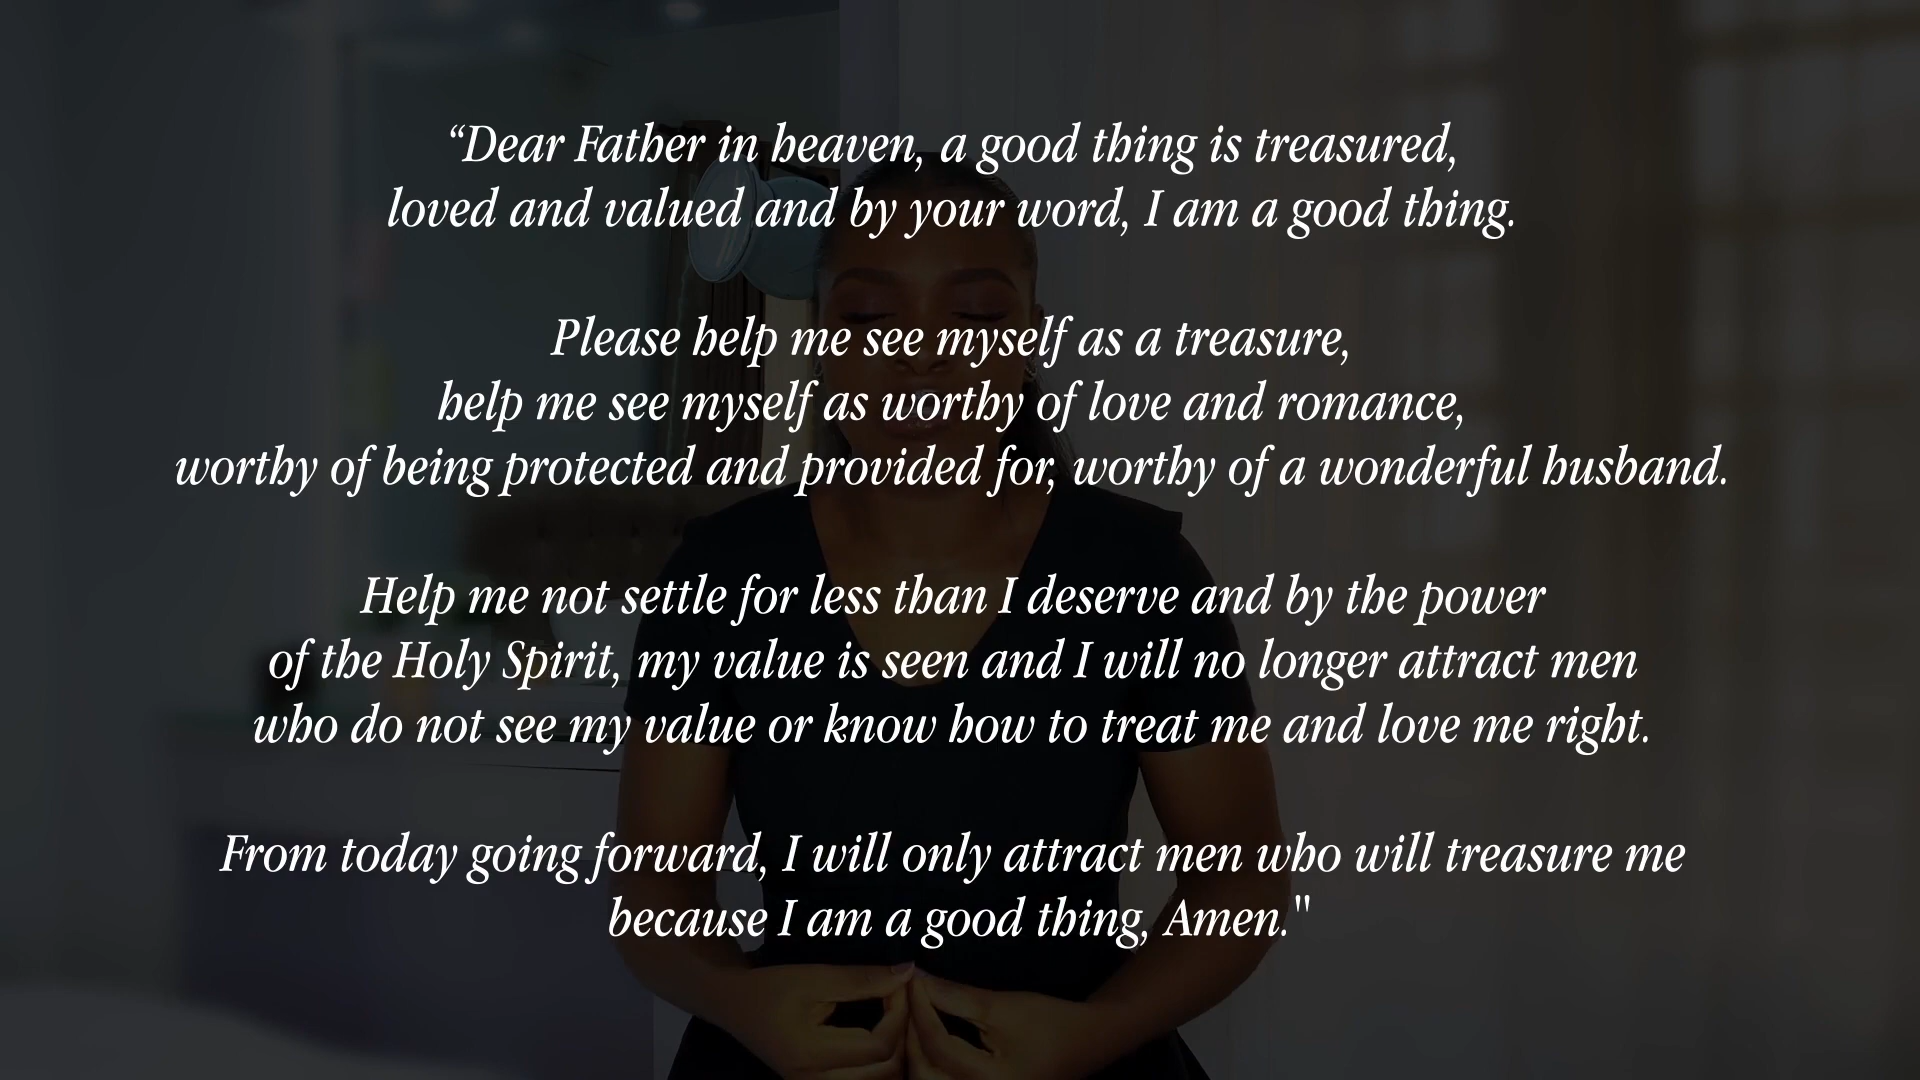 “Dear Father in heaven, a good thing is treasured,
loved and valued and by your word, I am a good thing.
Please help me see myself as a treasure,
help me see myself as worthy of love and romance,
worthy of being protected and provided for, worthy of a wonderful husband.
Help me not settle for less than I deserve and by the power
of the Holy Spirit, my value is seen and I will no longer attract men
who do not see my value or know how to treat me and love me right.
From today going forward, I will only attract men who will treasure me
because I am a good thing, Amen."